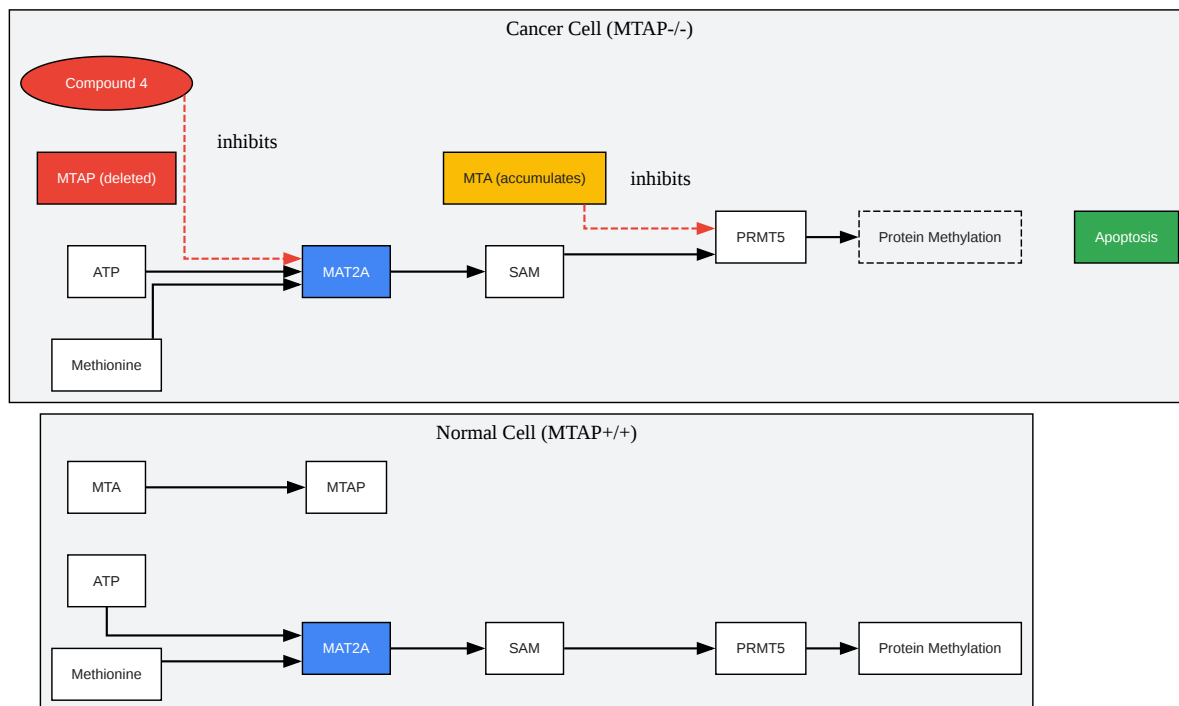 Cancer Cell (MTAP-/-)
Compound 4
inhibits
MTAP (deleted)
MTA (accumulates)
inhibits
PRMT5
Protein Methylation
Apoptosis
ATP
MAT2A
SAM
Methionine
Normal Cell (MTAP+/+)
MTA
MTAP
ATP
MAT2A
SAM
PRMT5
Protein Methylation
Methionine